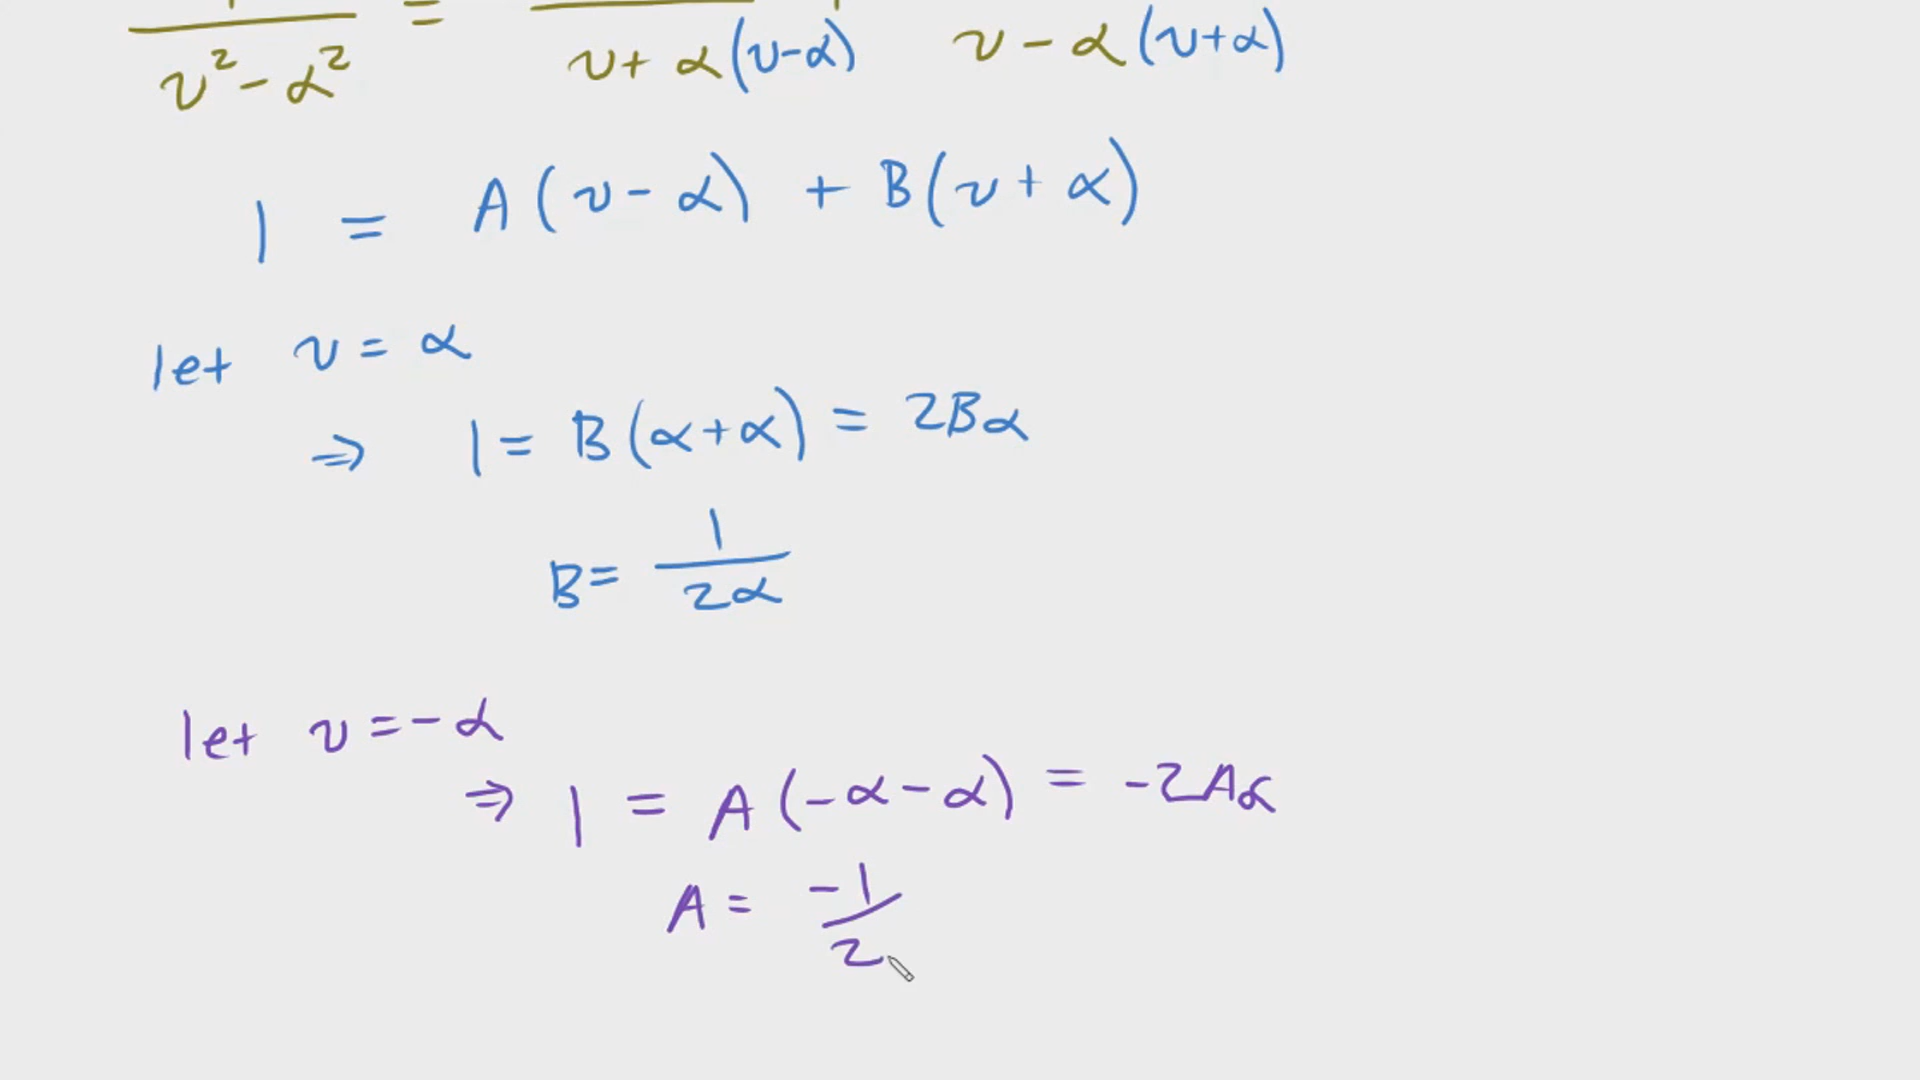 v² - α² = v + α (v-α) v - α (v+α)
1 = A(v - α) + B(v + α)
let v = α
⇒ 1 = B(α+α) = 2Bα
B = 1/2α
let v = -α
⇒ 1 = A(-α-α) = -2Aα
A = -1/2